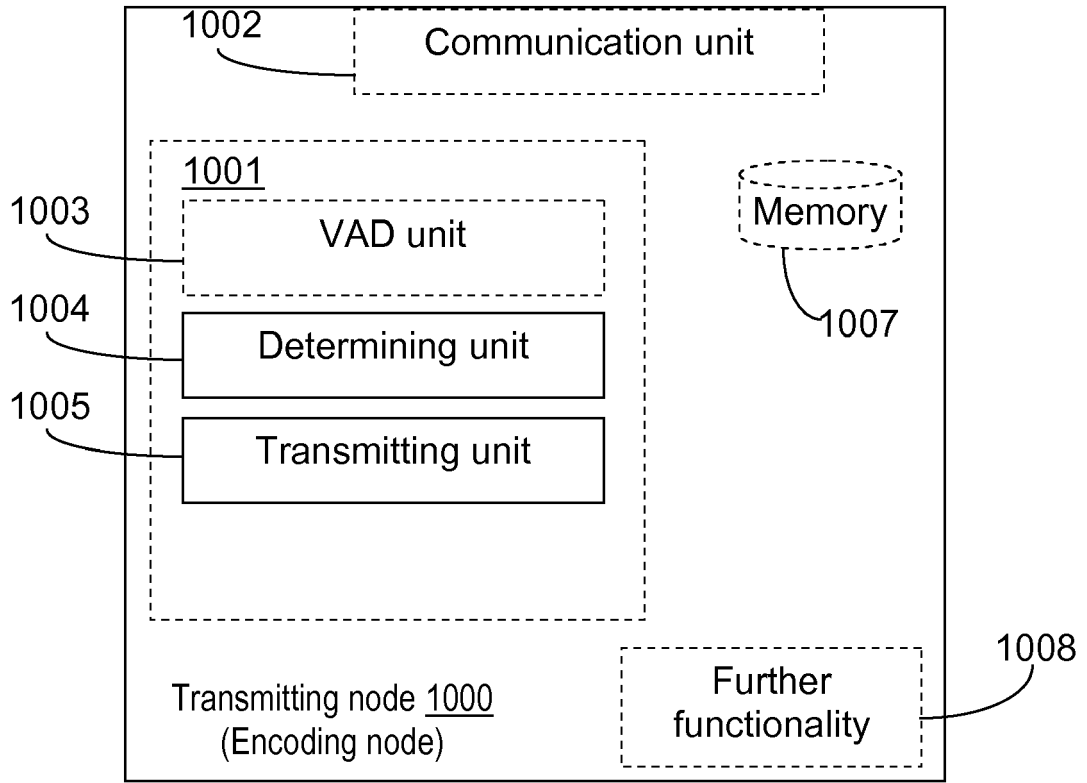 1002
Communication unit
1001
1003
VAD unit
Memory
1004
Determining unit
1007
1005
Transmitting unit
1008
Further
functionality
Transmitting node 1000
(Encoding node)